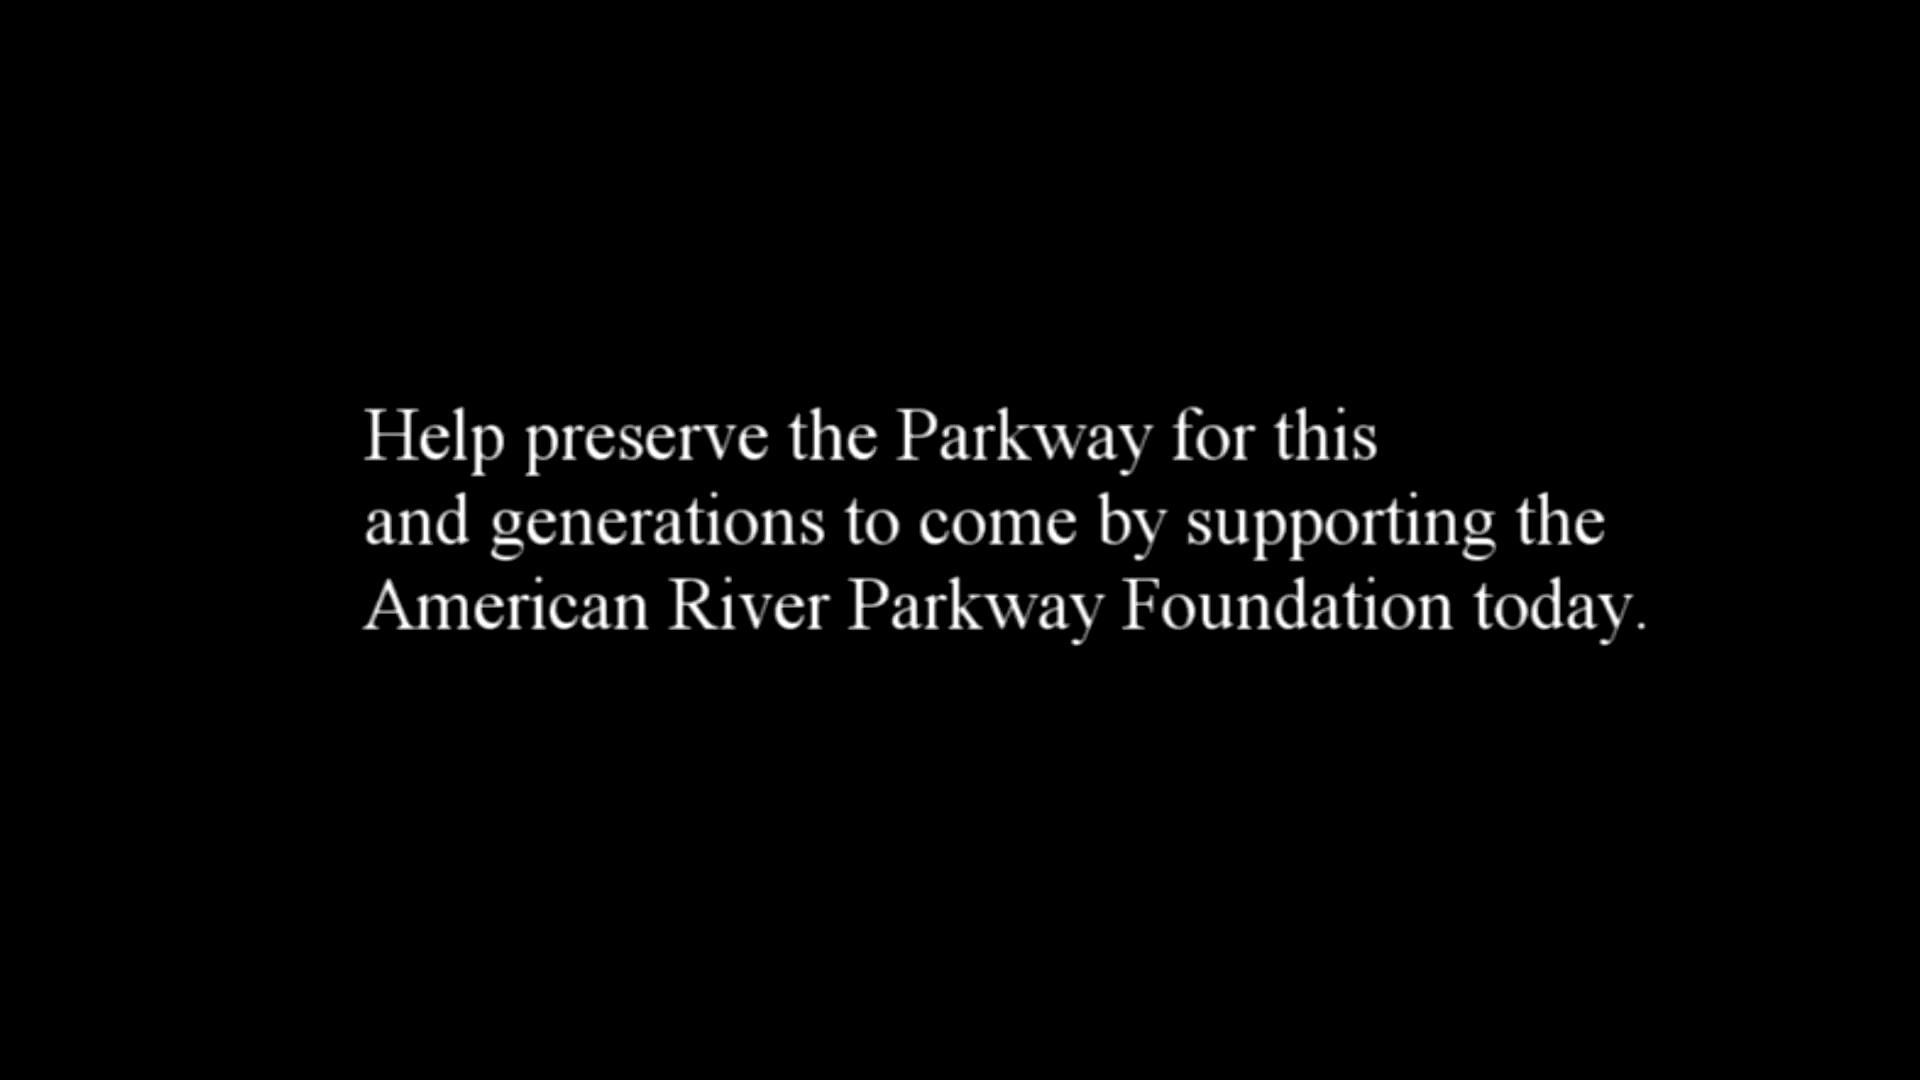 Help preserve the Parkway for this
and generations to come by supporting the
American River Parkway Foundation today.